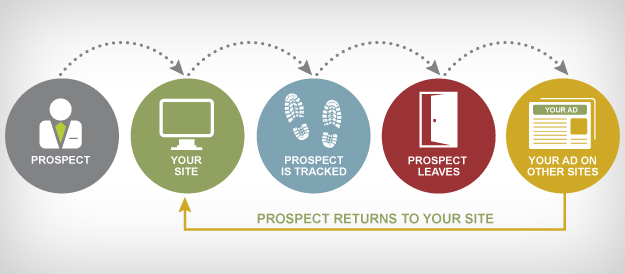 PROSPECT
YOUR
SITE
PROSPECT
IS TRACKED
PROSPECT
LEAVES
YOUR AD
YOUR AD ON
OTHER SITES
PROSPECT RETURNS TO YOUR SITE